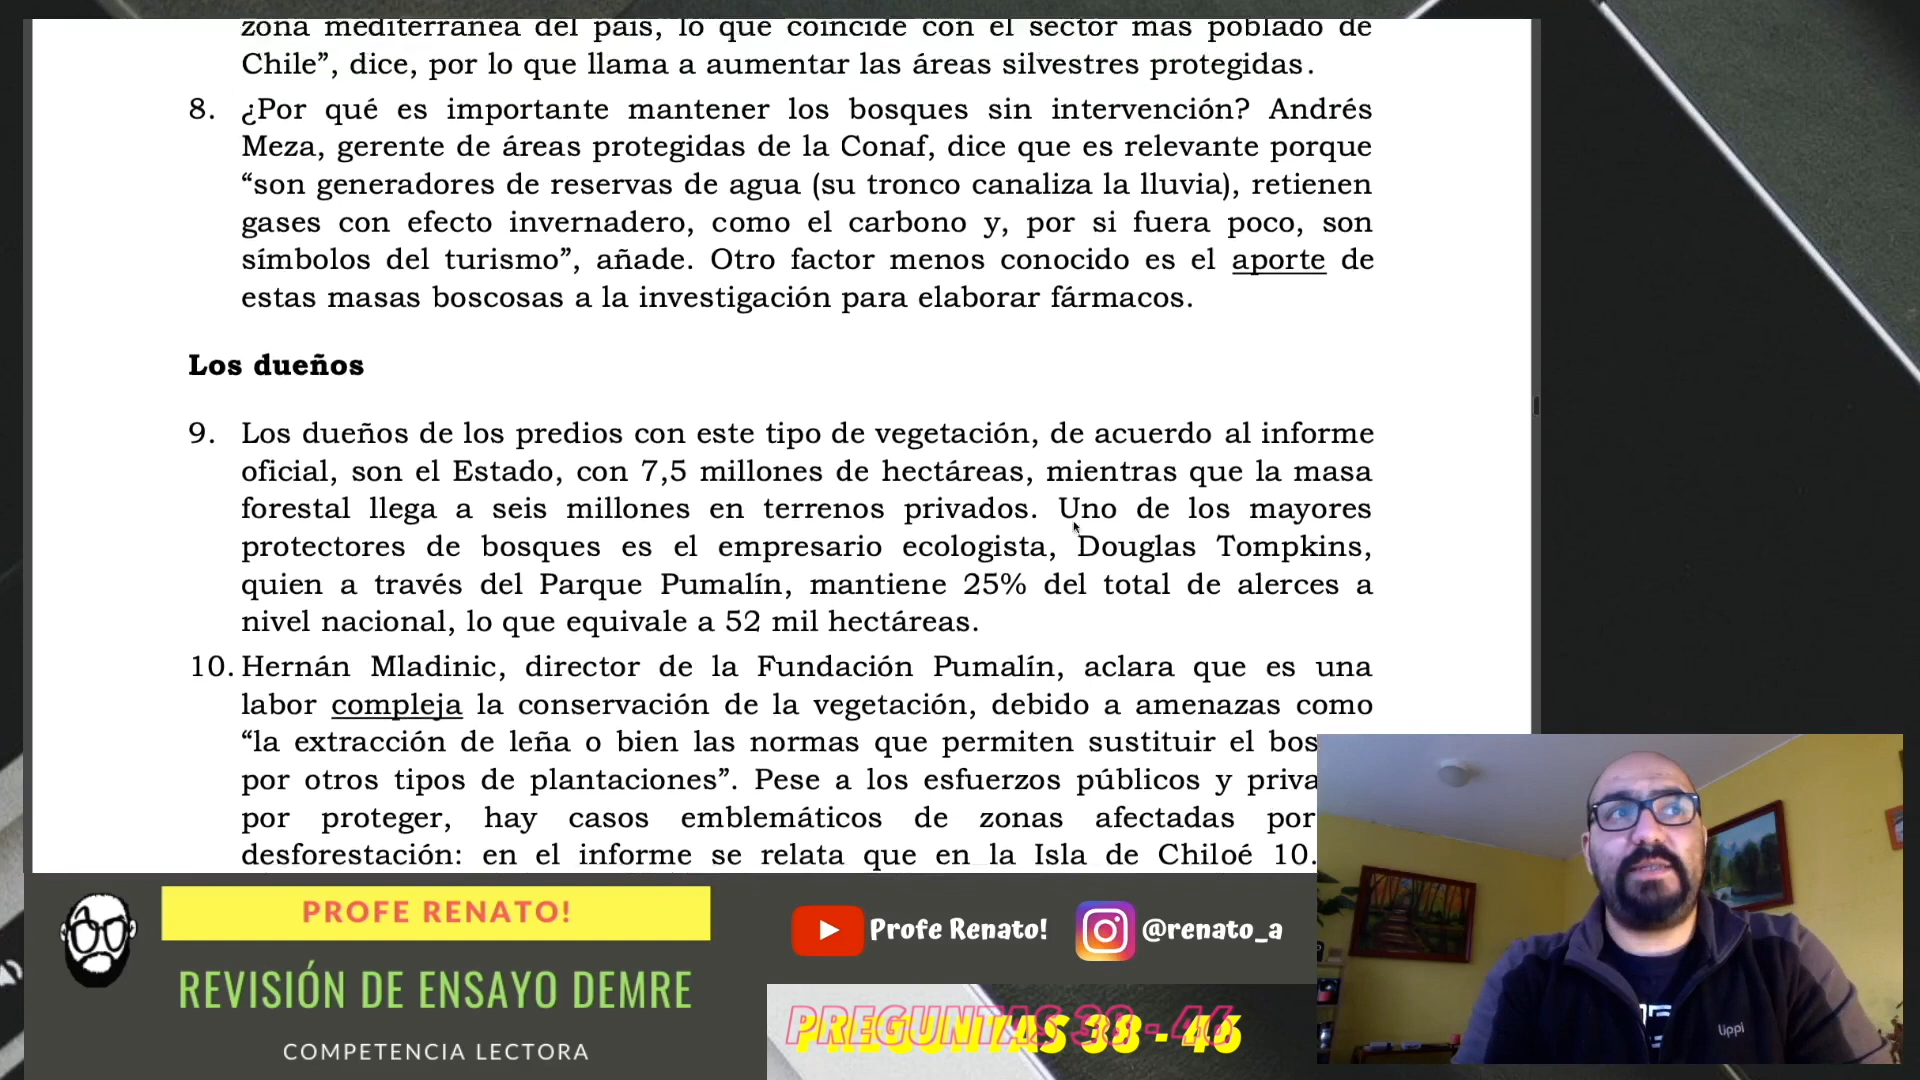 zona mediterránea del país, lo que coincide con el sector más poblado de
Chile”, dice, por lo que llama a aumentar las áreas silvestres protegidas.
8. ¿Por qué es importante mantener los bosques sin intervención? Andrés
Meza, gerente de áreas protegidas de la Conaf, dice que es relevante porque
“son generadores de reservas de agua (su tronco canaliza la lluvia), retienen
gases con efecto invernadero, como el carbono y, por si fuera poco, son
símbolos del turismo”, añade. Otro factor menos conocido es el aporte de
estas masas boscosas a la investigación para elaborar fármacos.
Los dueños
9. Los dueños de los predios con este tipo de vegetación, de acuerdo al informe
oficial, son el Estado, con 7,5 millones de hectáreas, mientras que la masa
forestal llega a seis millones en terrenos privados. Uno de los mayores
protectores de bosques es el empresario ecologista, Douglas Tompkins,
quien a través del Parque Pumalín, mantiene 25% del total de alerces a
nivel nacional, lo que equivale a 52 mil hectáreas.
10. Hernán Mladinic, director de la Fundación Pumalín, aclara que es una
labor compleja la conservación de la vegetación, debido a amenazas como
“la extracción de leña o bien las normas que permiten sustituir el bos
por otros tipos de plantaciones”. Pese a los esfuerzos públicos y priva
por proteger, hay casos emblemáticos de zonas afectadas por
desforestación: en el informe se relata que en la Isla de Chiloé 10.
PROFE RENATO!
REVISIÓN DE ENSAYO DEMRE
COMPETENCIA LECTORA
Profe Renato!
@renato_a
PREGUNTAS 38 - 46
lippi